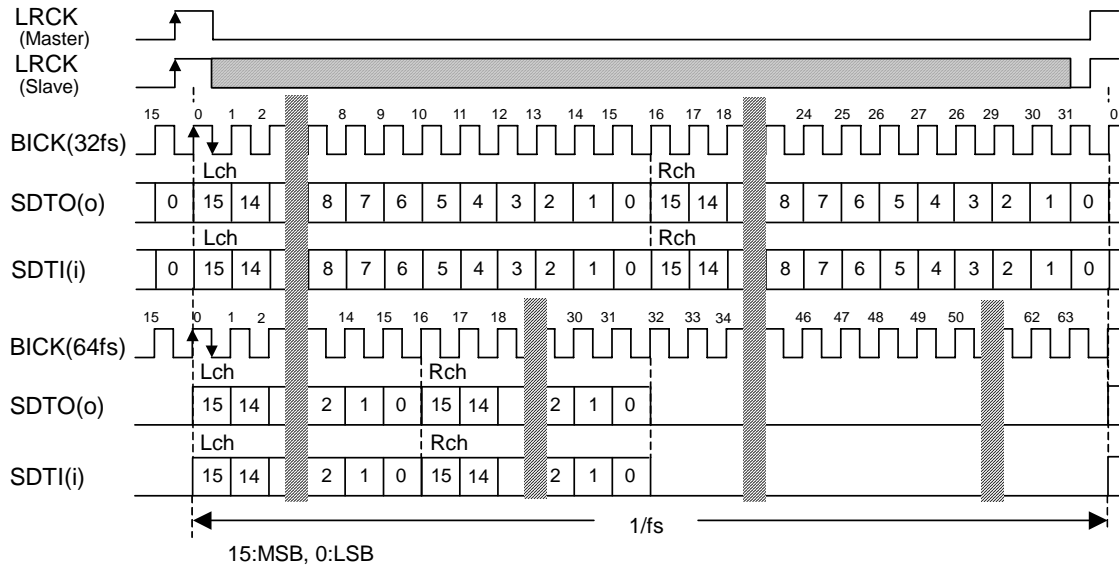 LRCK
(Master)
LRCK
(Slave)
15 0 1 2 8 9 10 11 12 13 14 15 16 17 18 24 25 26 27 26 29 30 31 0
BICK(32fs)
Lch Rch
SDTO(o) 0 15 14 8 7 6 5 4 3 2 1 0 15 14 8 7 6 5 4 3 2 1 0
Lch Rch
SDTI(i) 0 15 14 8 7 6 5 4 3 2 1 0 15 14 8 7 6 5 4 3 2 1 0
15 0 1 2 14 15 16 17 18 30 31 32 33 34 46 47 48 49 50 62 63
BICK(64fs)
Lch Rch
SDTO(o) 15 14 2 1 0 15 14 2 1 0
Lch Rch
SDTI(i) 15 14 2 1 0 15 14 2 1 0
1/fs
15:MSB, 0:LSB